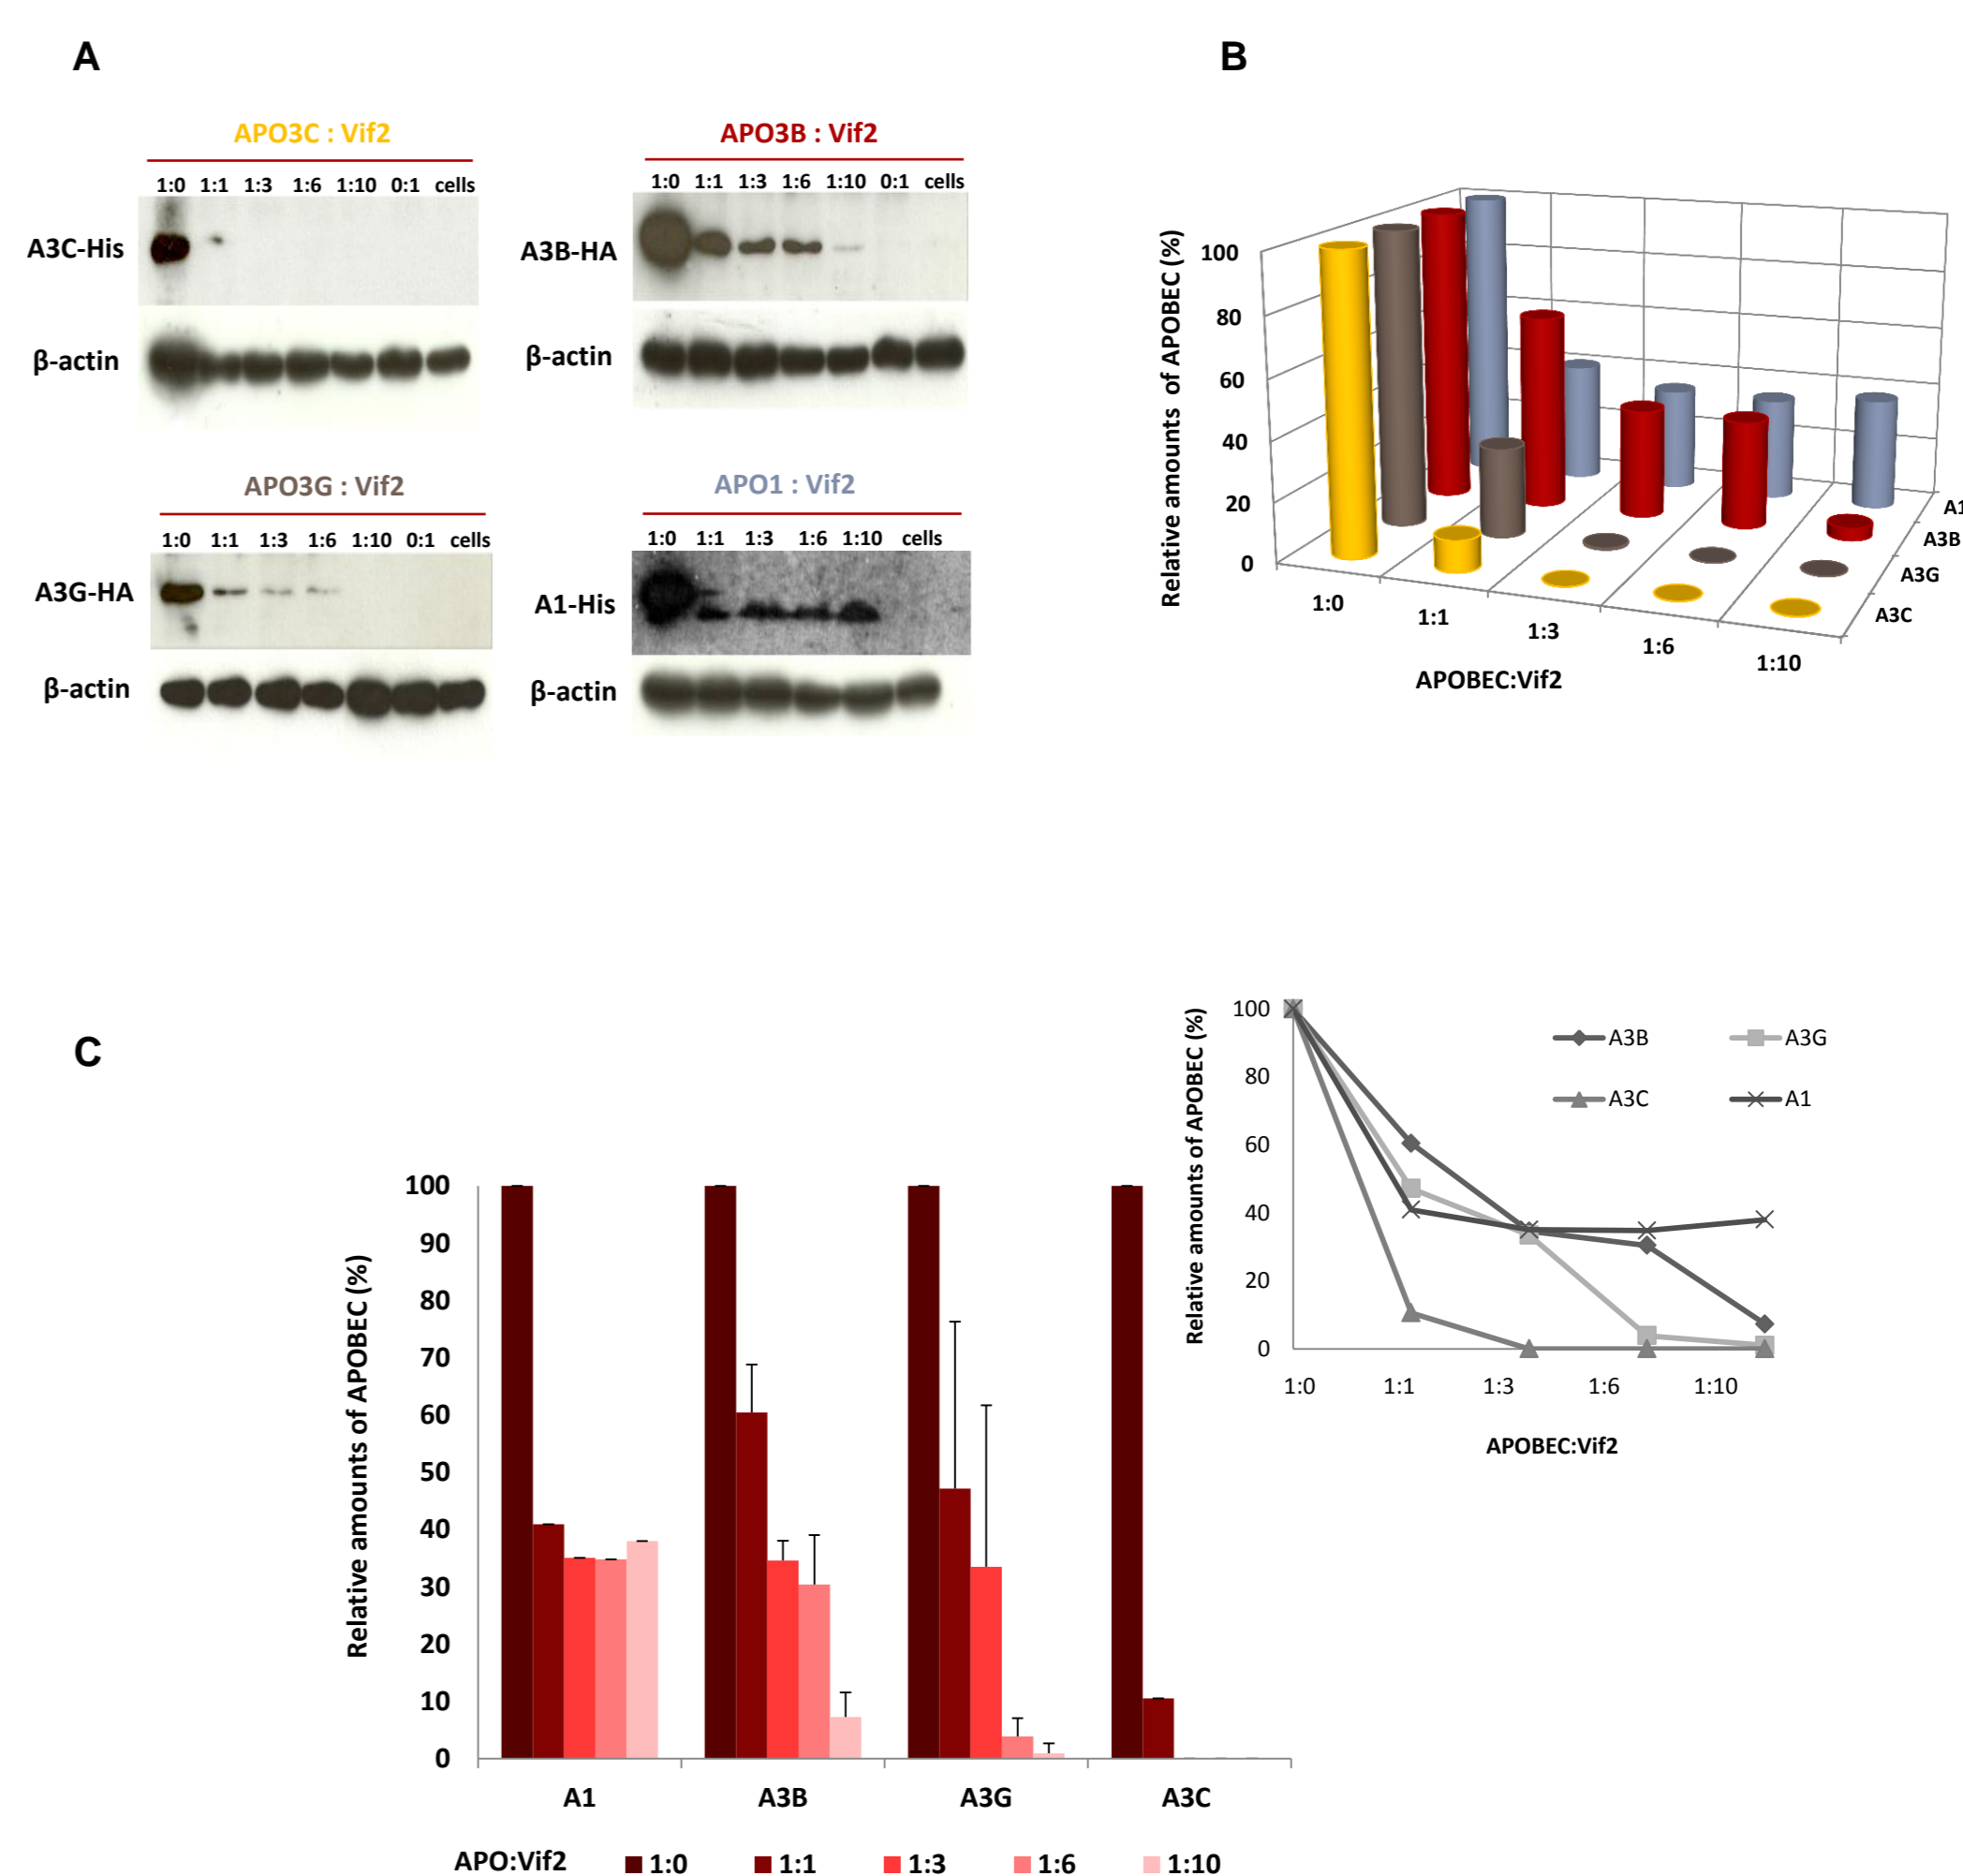 A
APO3C : Vif2
1:0 1:1 1:3 1:6 1:10 0:1 cells
A3C-His
β-actin
APO3B : Vif2
1:0 1:1 1:3 1:6 1:10 0:1 cells
A3B-HA
β-actin
APO3G : Vif2
1:0 1:1 1:3 1:6 1:10 0:1 cells
A3G-HA
β-actin
APO1 : Vif2
1:0 1:1 1:3 1:6 1:10 cells
A1-His
β-actin
B
Relative amounts of APOBEC (%)
100
80
60
40
20
0
1:0
1:1
1:3
1:6
1:10
A1
A3B
A3G
A3C
APOBEC:Vif2
C
Relative amounts of APOBEC (%)
100
90
80
70
60
50
40
30
20
10
0
A1 A3B A3G A3C
APO:Vif2 1:0 1:1 1:3 1:6 1:10
Relative amounts of APOBEC (%)
100
80
60
40
20
0
A3B A3G
A3C A1
1:0 1:1 1:3 1:6 1:10
APOBEC:Vif2